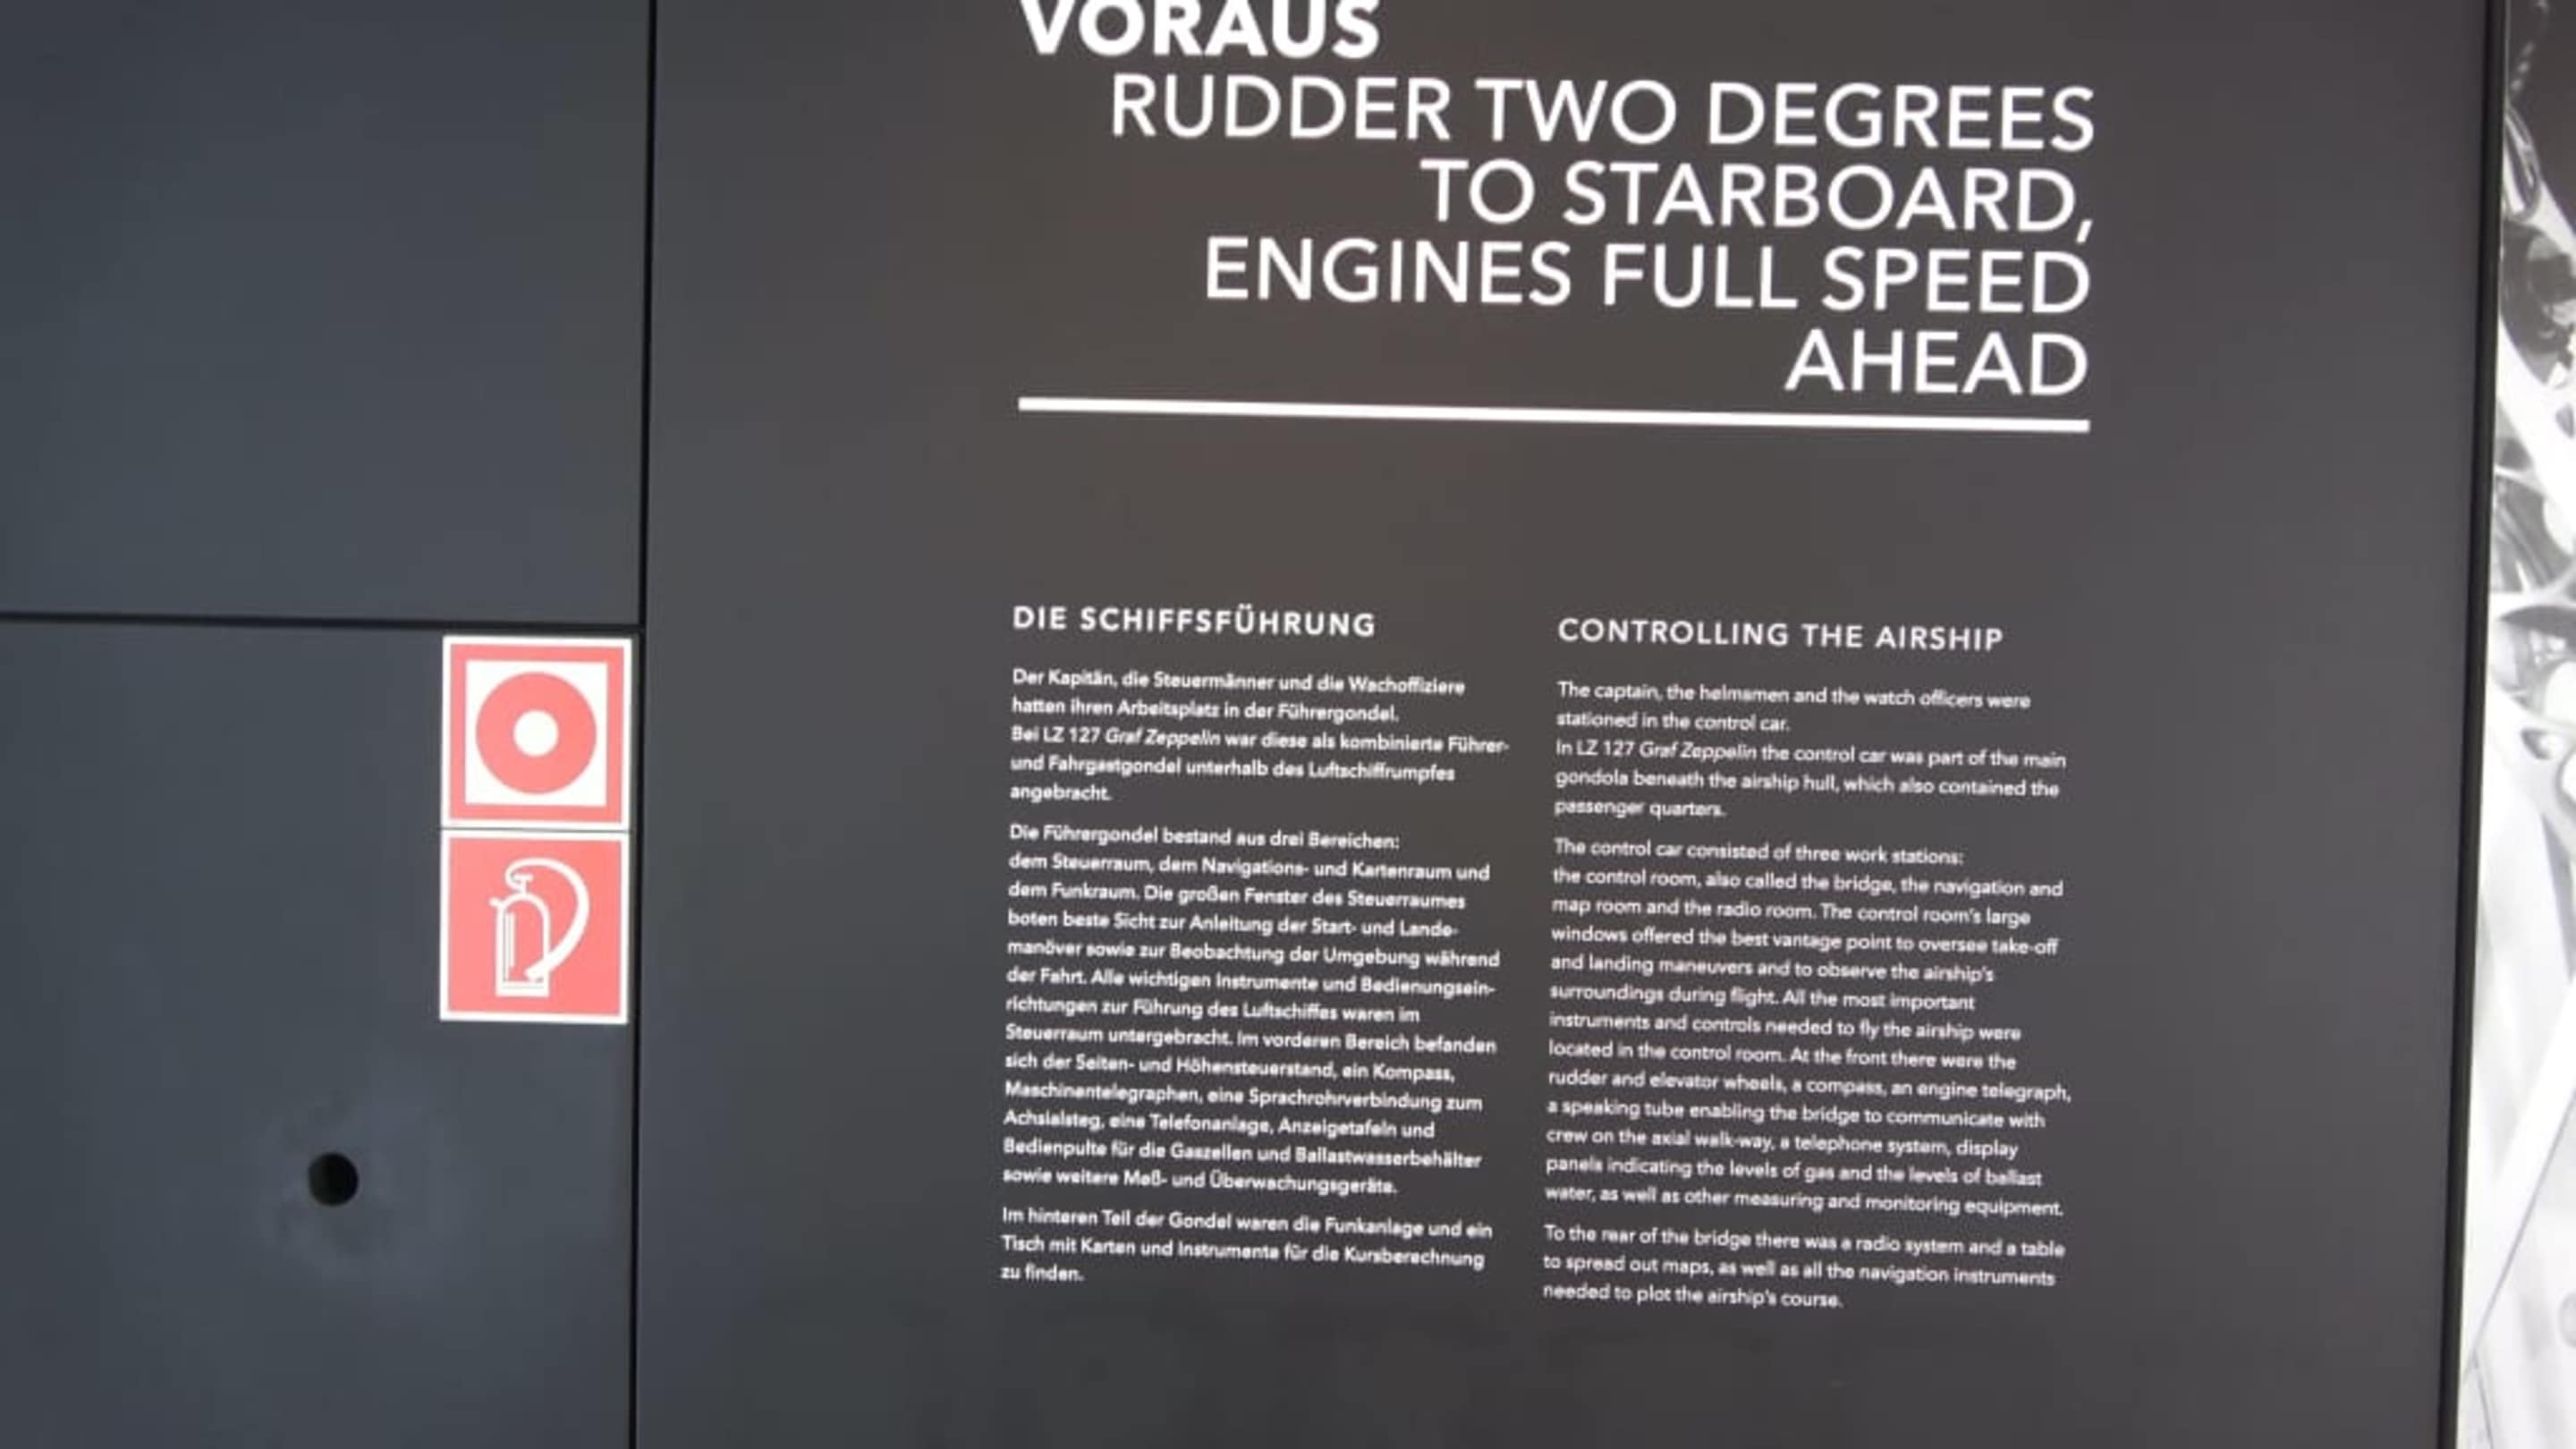 VORAUS
RUDDER TWO DEGREES
TO STARBOARD,
ENGINES FULL SPEED
AHEAD
DIE SCHIFFSFÜHRUNG
Der Kapitän, die Steuermänner und die Wachoffiziere
hatten ihren Arbeitsplatz in der Führergondel.
Bei LZ 127 Graf Zeppelin war diese als kombinierte Führer-
und Fahrgastgondel unterhalb des Luftschiffrumpfes
angebracht.
Die Führergondel bestand aus drei Bereichen:
dem Steuerraum, dem Navigations- und Kartenraum und
dem Funkraum. Die großen Fenster des Steuerraumes
boten beste Sicht zur Anleitung der Start- und Lande-
manöver sowie zur Beobachtung der Umgebung während
der Fahrt. Alle wichtigen Instrumente und Bedienungsein-
richtungen zur Führung des Luftschiffes waren im
Steuerraum untergebracht. Im vorderen Bereich befanden
sich der Seiten- und Höhensteuerstand, ein Kompass,
Maschinentelegraphen, eine Sprachrohrverbindung zum
Achsialsteg, eine Telefonanlage, Anzeigetafeln und
Bedienpulte für die Gaszellen und Ballastwasserbehälter
sowie weitere Meß- und Überwachungsgeräte.
Im hinteren Teil der Gondel waren die Funkanlage und ein
Tisch mit Karten und Instrumente für die Kursberechnung
zu finden.
CONTROLLING THE AIRSHIP
The captain, the helmsmen and the watch officers were
stationed in the control car.
In LZ 127 Graf Zeppelin the control car was part of the main
gondola beneath the airship hull, which also contained the
passenger quarters.
The control car consisted of three work stations:
the control room, also called the bridge, the navigation and
map room and the radio room. The control room's large
windows offered the best vantage point to oversee take-off
and landing maneuvers and to observe the airship's
surroundings during flight. All the most important
instruments and controls needed to fly the airship were
located in the control room. At the front there were the
rudder and elevator wheels, a compass, an engine telegraph,
a speaking tube enabling the bridge to communicate with
crew on the axial walk-way, a telephone system, display
panels indicating the levels of gas and the levels of ballast
water, as well as other measuring and monitoring equipment.
To the rear of the bridge there was a radio system and a table
to spread out maps, as well as all the navigation instruments
needed to plot the airship's course.